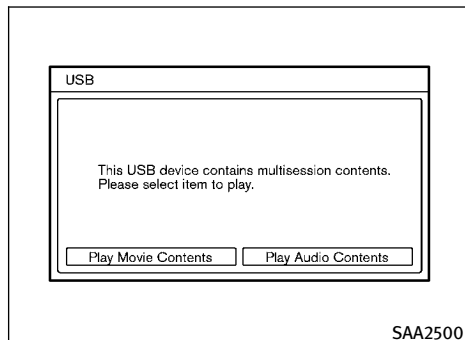 USB
This USB device contains multisession contents.
Please select item to play.
Play Movie Contents
Play Audio Contents
SAA2500